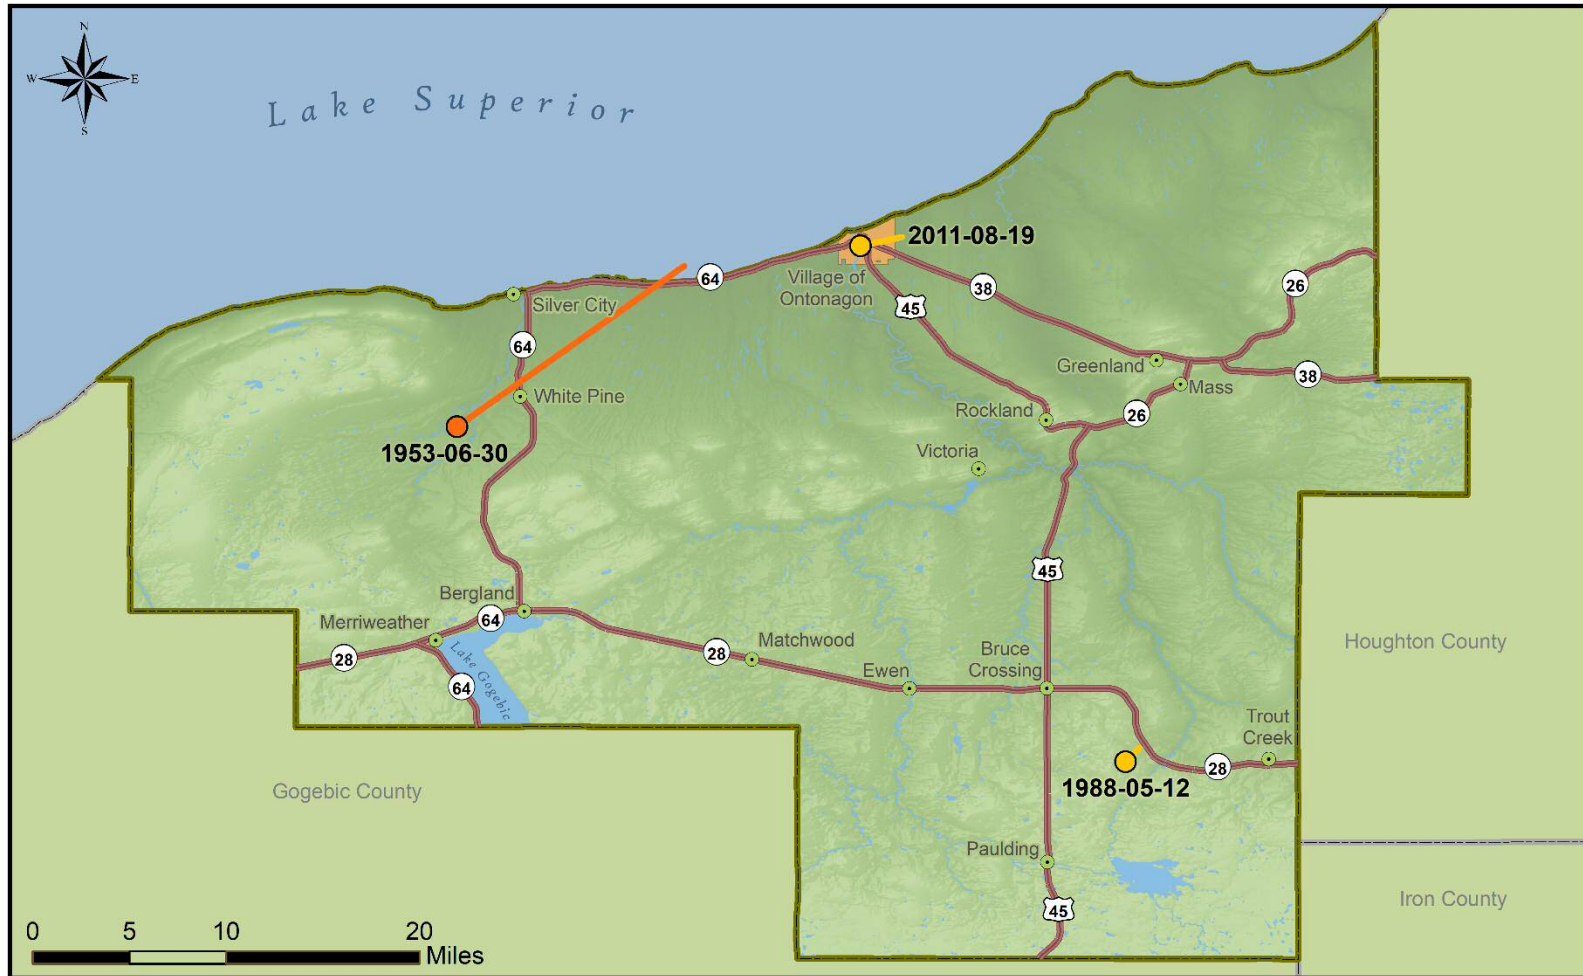 N
W E
S
Lake Superior
2011-08-19
Village of
Ontonagon
64
38
26
45
Silver City
64
Greenland
38
Mass
White Pine
Rockland
26
1953-06-30
Victoria
45
Bergland
64
Merriweather
28
Lake Gogebic
64
28
Matchwood
Ewen
Bruce
Crossing
Houghton County
Trout
Creek
28
1988-05-12
Gogebic County
Paulding
45
Iron County
0 5 10 20
Miles